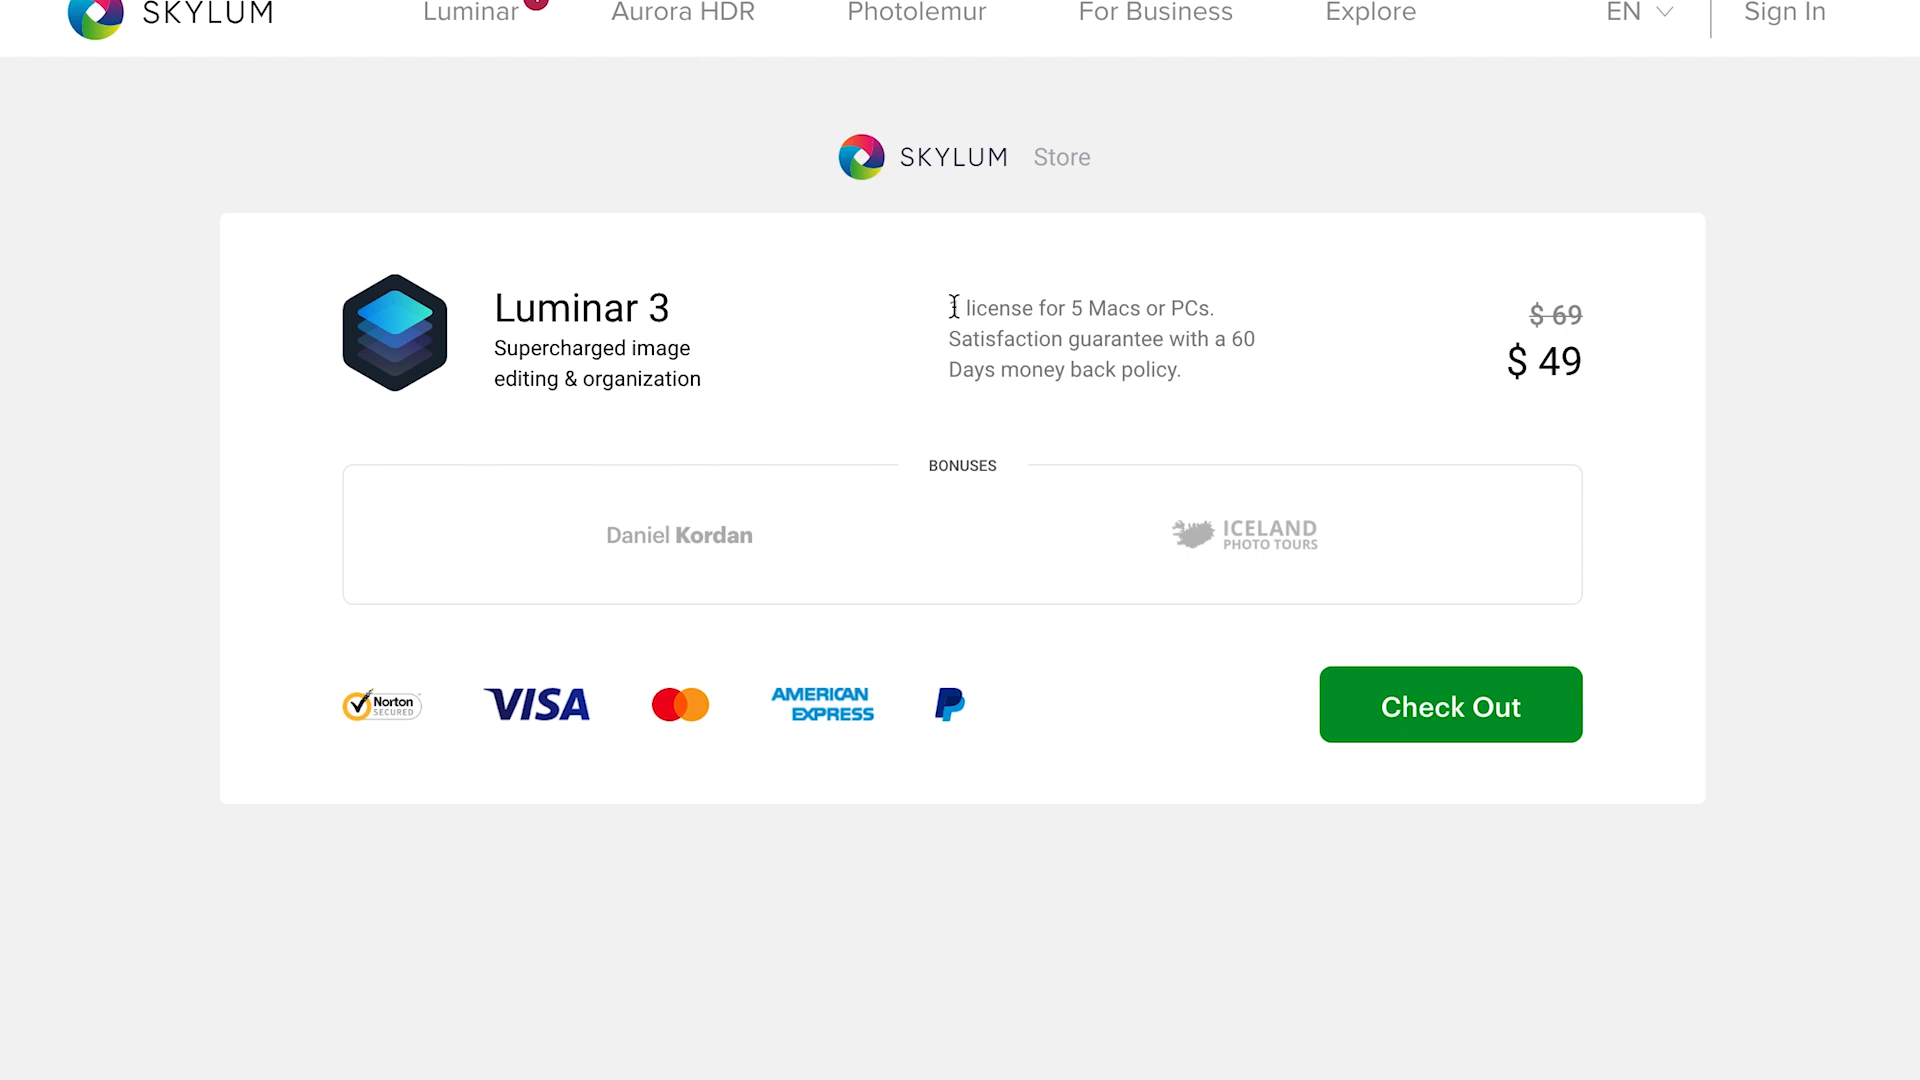 SKYLUM
Luminar
Aurora HDR
Photolemur
For Business
Explore
EN
Sign In
SKYLUM Store
Luminar 3
Supercharged image
editing & organization
license for 5 Macs or PCs.
Satisfaction guarantee with a 60
Days money back policy.
$ 69
$ 49
BONUSES
Daniel Kordan
ICELAND
PHOTO TOURS
Norton
SECURED
VISA
AMERICAN
EXPRESS
Check Out